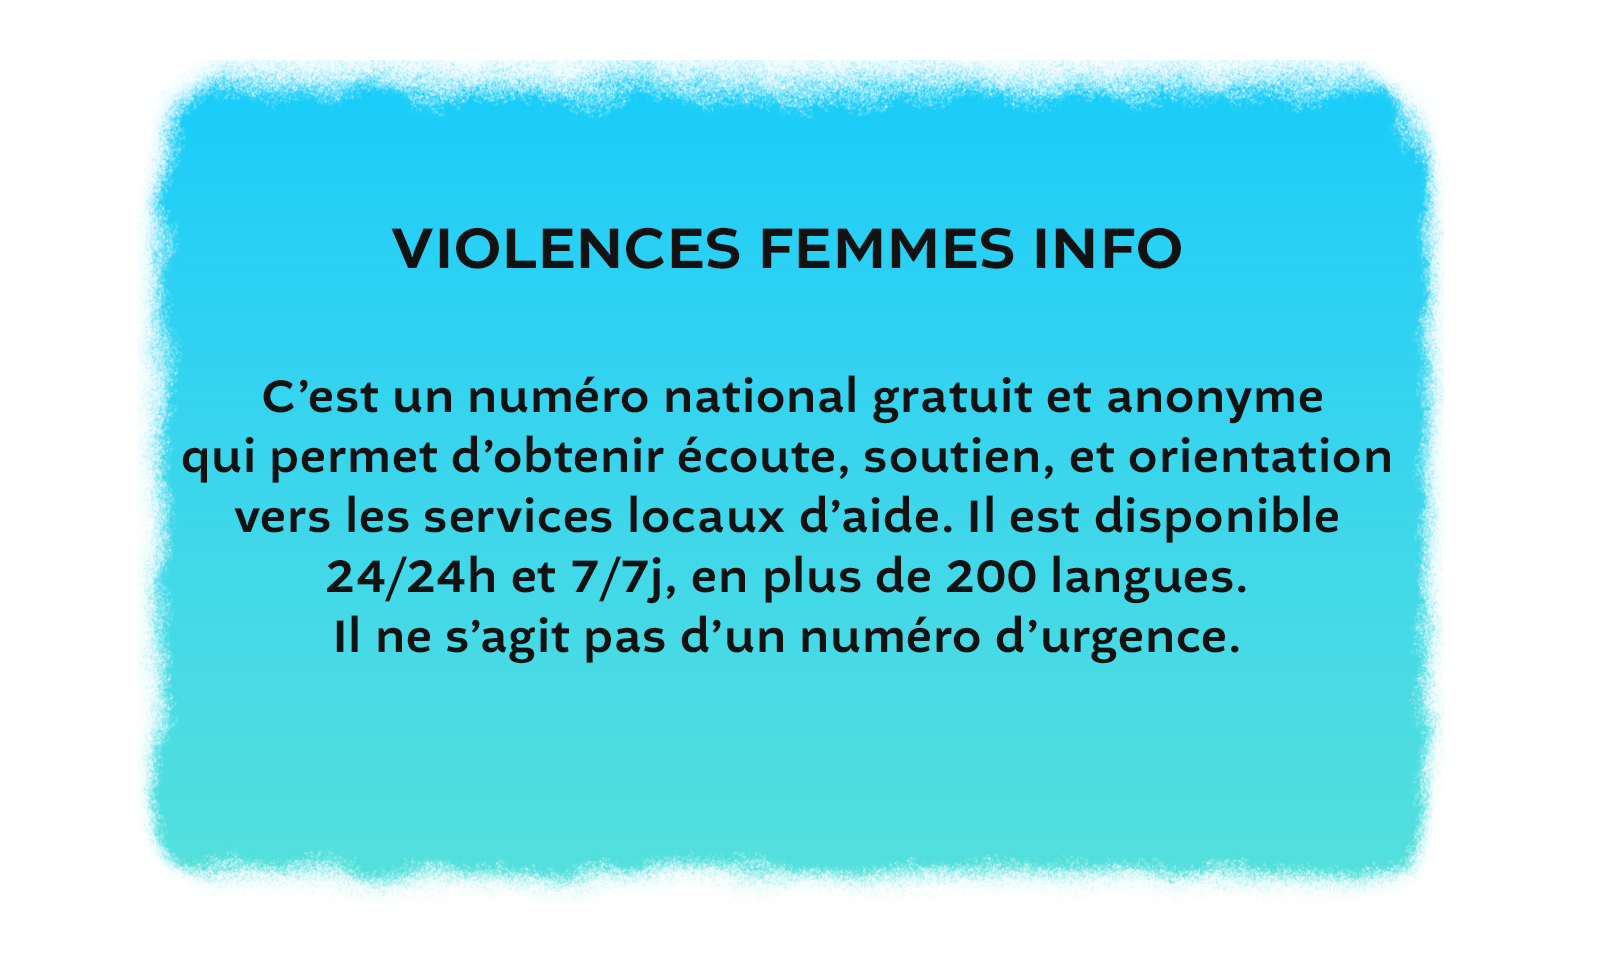 VIOLENCES FEMMES INFO
C’est un numéro national gratuit et anonyme
qui permet d’obtenir écoute, soutien, et orientation
vers les services locaux d’aide. Il est disponible
24/24h et 7/7j, en plus de 200 langues.
Il ne s’agit pas d’un numéro d’urgence.